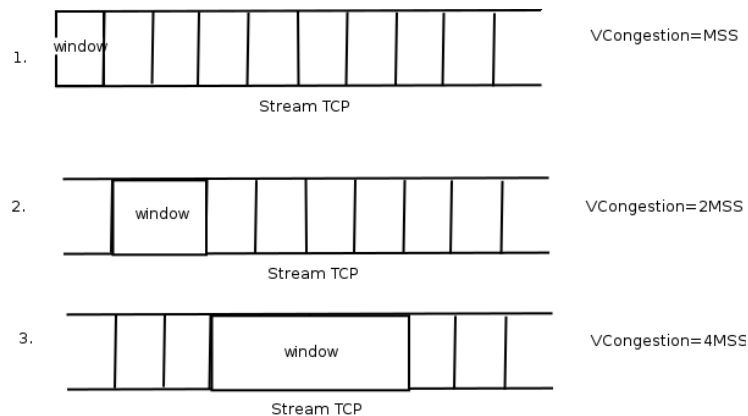 1.
window
VCongestion=MSS
Stream TCP
2.
window
VCongestion=2MSS
Stream TCP
3.
window
VCongestion=4MSS
Stream TCP